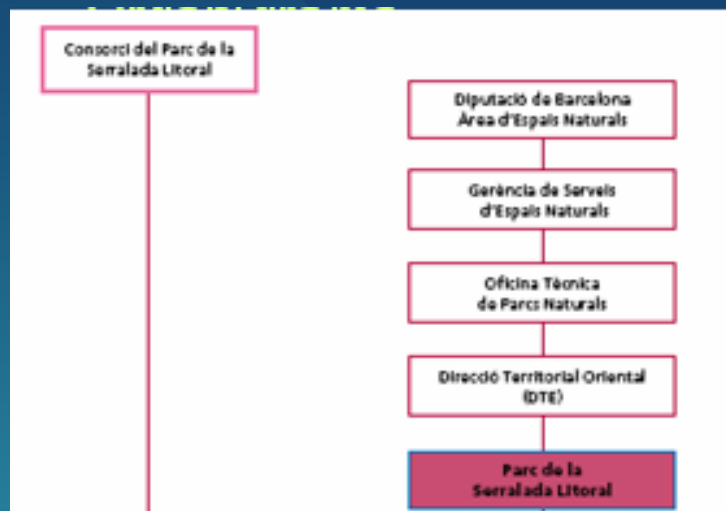 Consorci del Parc de la
Serralada Litoral
Diputació de Barcelona
Àrea d'Espais Naturals
Gerència de Serveis
d'Espais Naturals
Oficina Tècnica
de Parcs Naturals
Direcció Territorial Oriental
(DTE)
Parc de la
Serralada Litoral